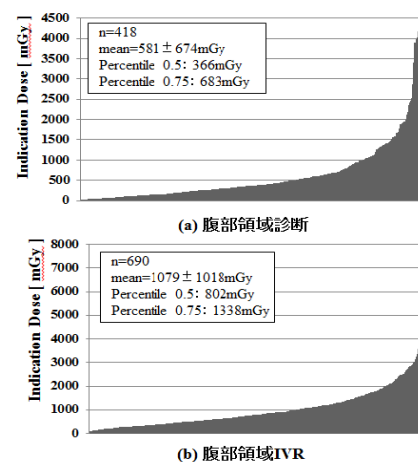 Indication Dose [ mGy ]
4500
4000
3500
3000
2500
2000
1500
1000
500
0
n=418
mean=581±674mGy
Percentile 0.5: 366mGy
Percentile 0.75: 683mGy
(a) 腹部領域診断
Indication Dose [ mGy ]
8000
7000
6000
5000
4000
3000
2000
1000
0
n=690
mean=1079±1018mGy
Percentile 0.5: 802mGy
Percentile 0.75: 1338mGy
(b) 腹部領域IVR